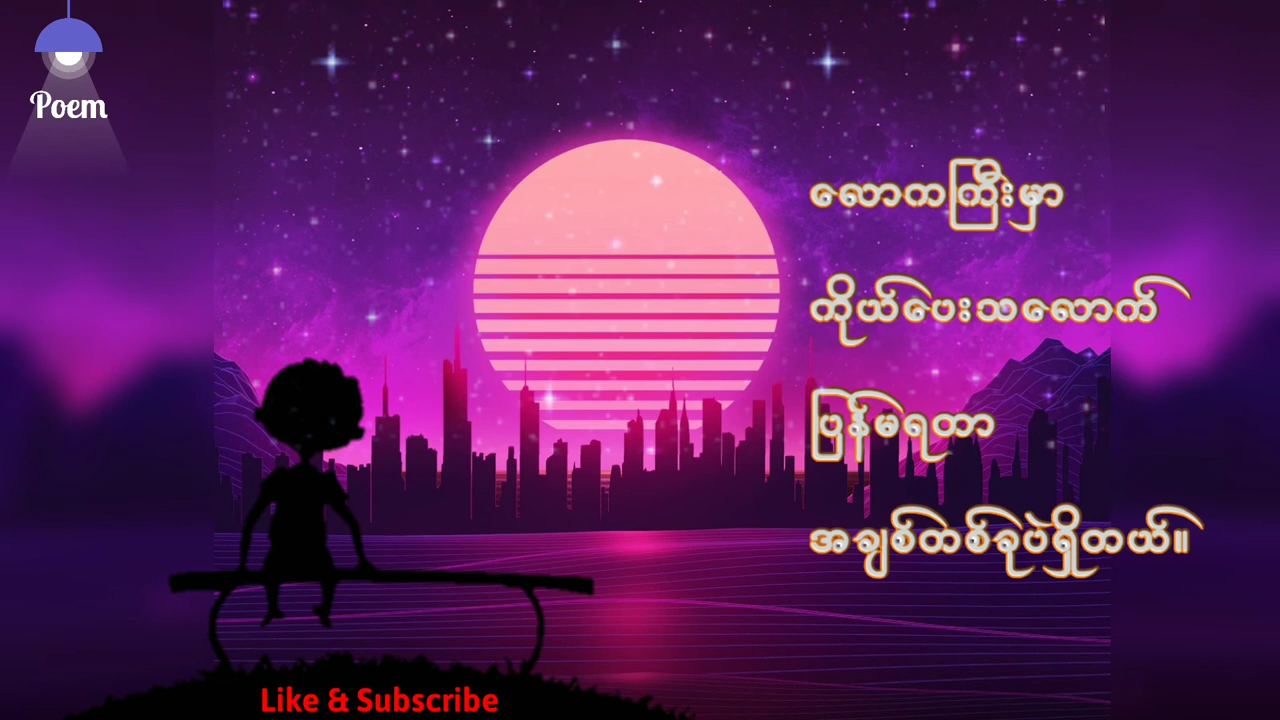 Poem
လောကကြီးမှာ
ကိုယ်ပေးသလောက်
ပြန်မရတာ
အချစ်တစ်ခုပဲရှိတယ်။
Like & Subscribe